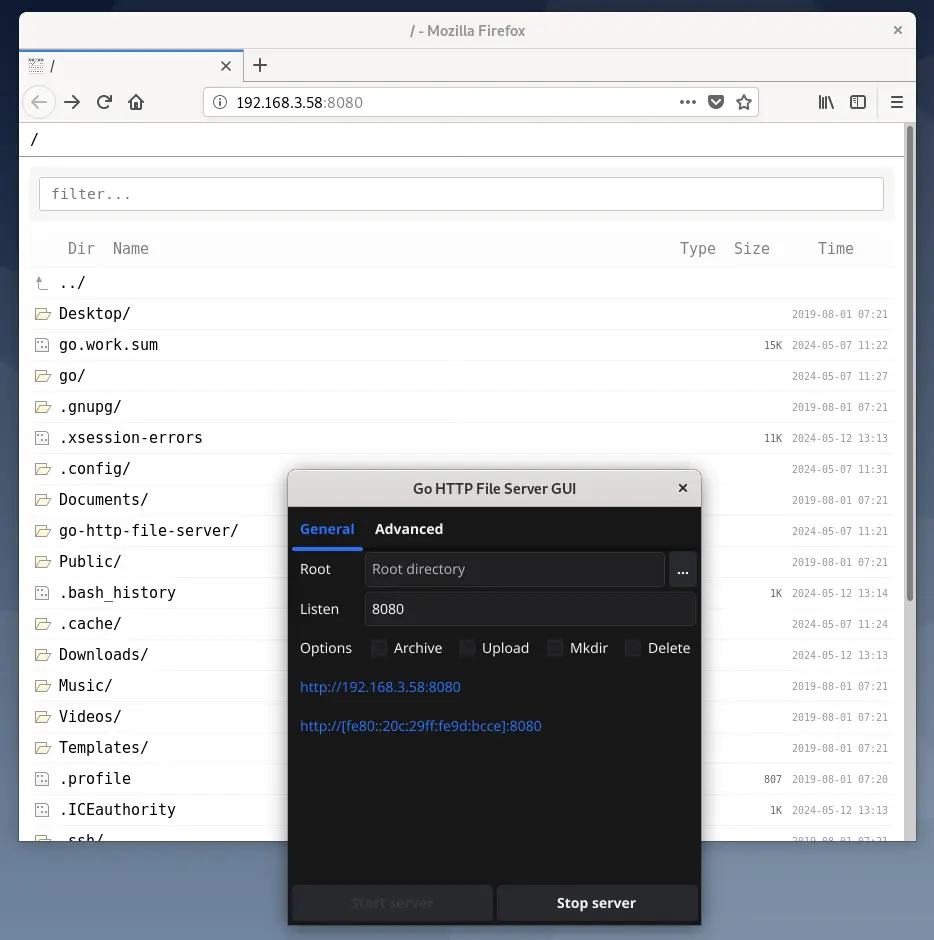 / - Mozilla Firefox
/
192.168.3.58:8080
/
filter...
Dir Name Type Size Time
../
Desktop/ 2019-08-01 07:21
go.work.sum 15K 2024-05-07 11:22
go/ 2024-05-07 11:27
.gnupg/ 2019-08-01 07:21
.xsession-errors 11K 2024-05-12 13:13
.config/ 2024-05-07 11:31
Documents/ 2019-08-01 07:21
go-http-file-server/ 2024-05-07 11:21
Public/ 2019-08-01 07:21
.bash_history 1K 2024-05-12 13:14
.cache/ 2024-05-07 11:24
Downloads/ 2024-05-12 13:13
Music/ 2019-08-01 07:21
Videos/ 2019-08-01 07:21
Templates/ 2019-08-01 07:21
.profile 807 2019-08-01 07:20
.ICEauthority 1K 2024-05-12 13:13
.ssh/ 2019-08-01 07:21
Go HTTP File Server GUI
General Advanced
Root Root directory ...
Listen 8080
Options Archive Upload Mkdir Delete
http://192.168.3.58:8080
http://[fe80::20c:29ff:fe9d:bcce]:8080
Start server Stop server